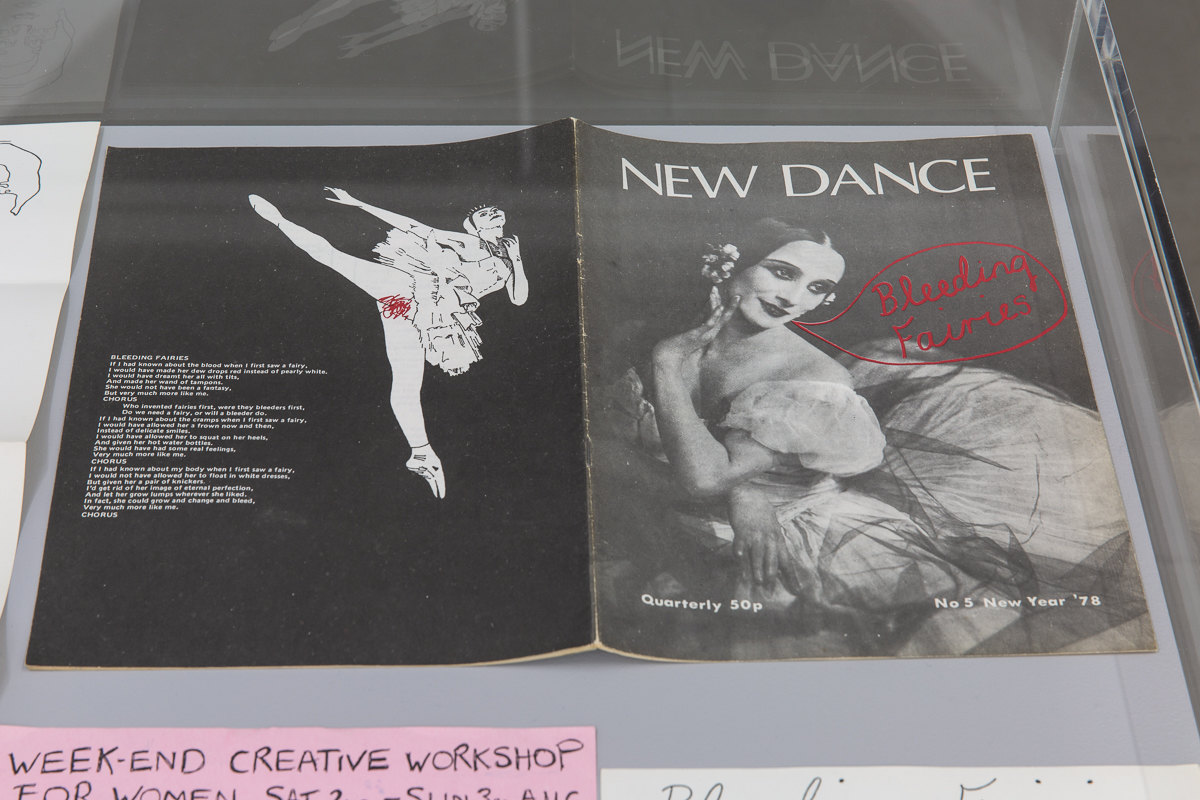 BLEEDING FAIRIES
If I had known about the blood when I first saw a fairy,
I would have made her dew drops red instead of pearly white.
I would have dreamt her all with tits,
And made her wand of tampons.
She would not have been a fantasy,
But very much more like me.
CHORUS
Who invented fairies first, were they bleeders first,
Do we need a fairy, or will a bleeder do.
If I had known about the cramps when I first saw a fairy,
I would have allowed her a frown now and then,
Instead of delicate smiles.
I would have allowed her to squat on her heels,
And given her hot water bottles.
She would have had some real feelings,
Very much more like me.
CHORUS
If I had known about my body when I first saw a fairy,
I would not have allowed her to float in white dresses,
But given her a pair of knickers.
I'd get rid of her image of eternal perfection,
And let her grow lumps wherever she liked.
In fact, she could grow and change and bleed,
Very much more like me.
CHORUS
NEW DANCE
Bleeding
Fairies
Quarterly 50p
No 5 New Year '78
WEEK-END CREATIVE WORKSHOP
FOR WOMEN SAT